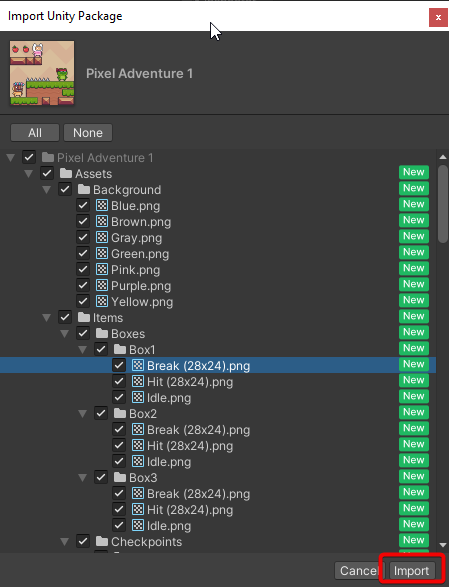 Import Unity Package
x
Pixel Adventure 1
All None
Pixel Adventure 1
Assets New
Background New
Blue.png New
Brown.png New
Gray.png New
Green.png New
Pink.png New
Purple.png New
Yellow.png New
Items New
Boxes New
Box1 New
Break (28x24).png New
Hit (28x24).png New
Idle.png New
Box2 New
Break (28x24).png New
Hit (28x24).png New
Idle.png New
Box3 New
Break (28x24).png New
Hit (28x24).png New
Idle.png New
Checkpoints New
Cancel Import